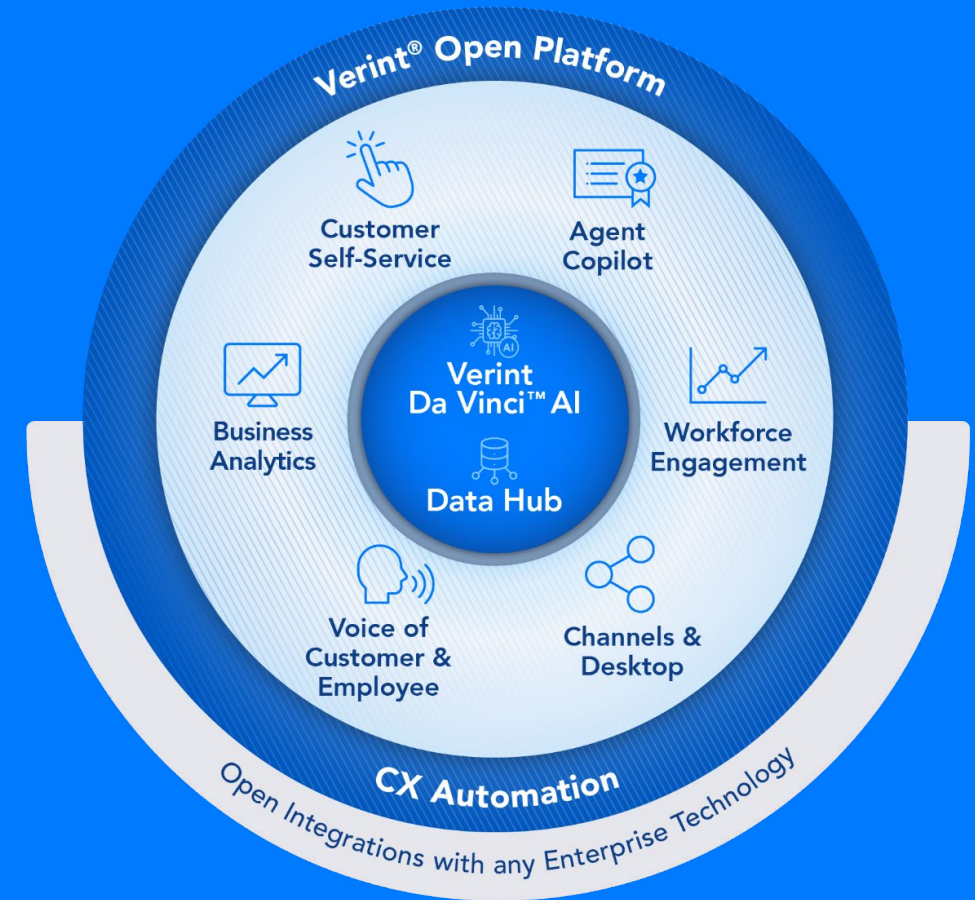 Verint® Open Platform
Customer
Self-Service
Agent
Copilot
AI
Verint
Da Vinci™ AI
Data Hub
Business
Analytics
Workforce
Engagement
Voice of
Customer &
Employee
Channels &
Desktop
CX Automation
Open Integrations with any Enterprise Technology